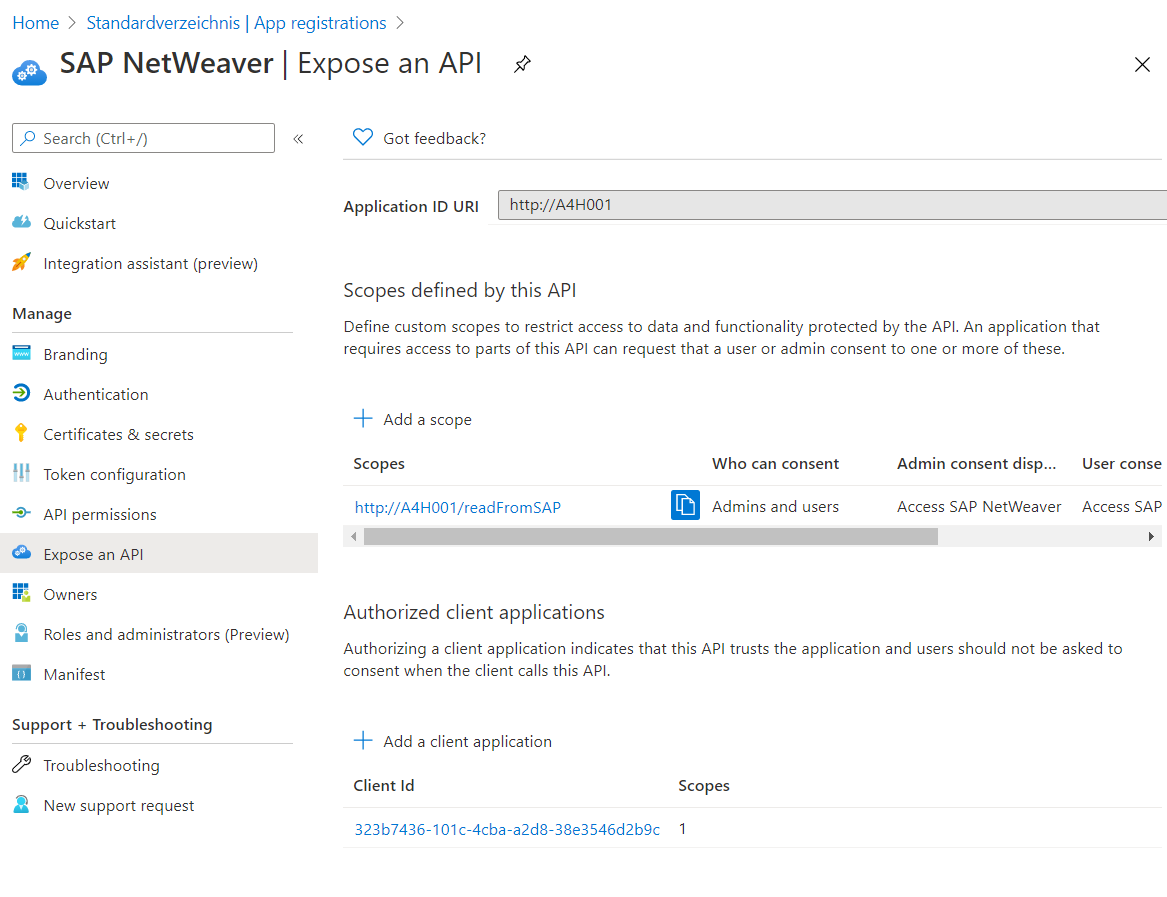 Home > Standardverzeichnis | App registrations >
SAP NetWeaver | Expose an API
Search (Ctrl+/)
«
Overview
Quickstart
Integration assistant (preview)
Manage
Branding
Authentication
Certificates & secrets
Token configuration
API permissions
Expose an API
Owners
Roles and administrators (Preview)
Manifest
Support + Troubleshooting
Troubleshooting
New support request
Got feedback?
Application ID URI http://A4H001
Scopes defined by this API
Define custom scopes to restrict access to data and functionality protected by the API. An application that
requires access to parts of this API can request that a user or admin consent to one or more of these.
+ Add a scope
Scopes Who can consent Admin consent disp... User conse
http://A4H001/readFromSAP Admins and users Access SAP NetWeaver Access SAP
Authorized client applications
Authorizing a client application indicates that this API trusts the application and users should not be asked to
consent when the client calls this API.
+ Add a client application
Client Id Scopes
323b7436-101c-4cba-a2d8-38e3546d2b9c 1